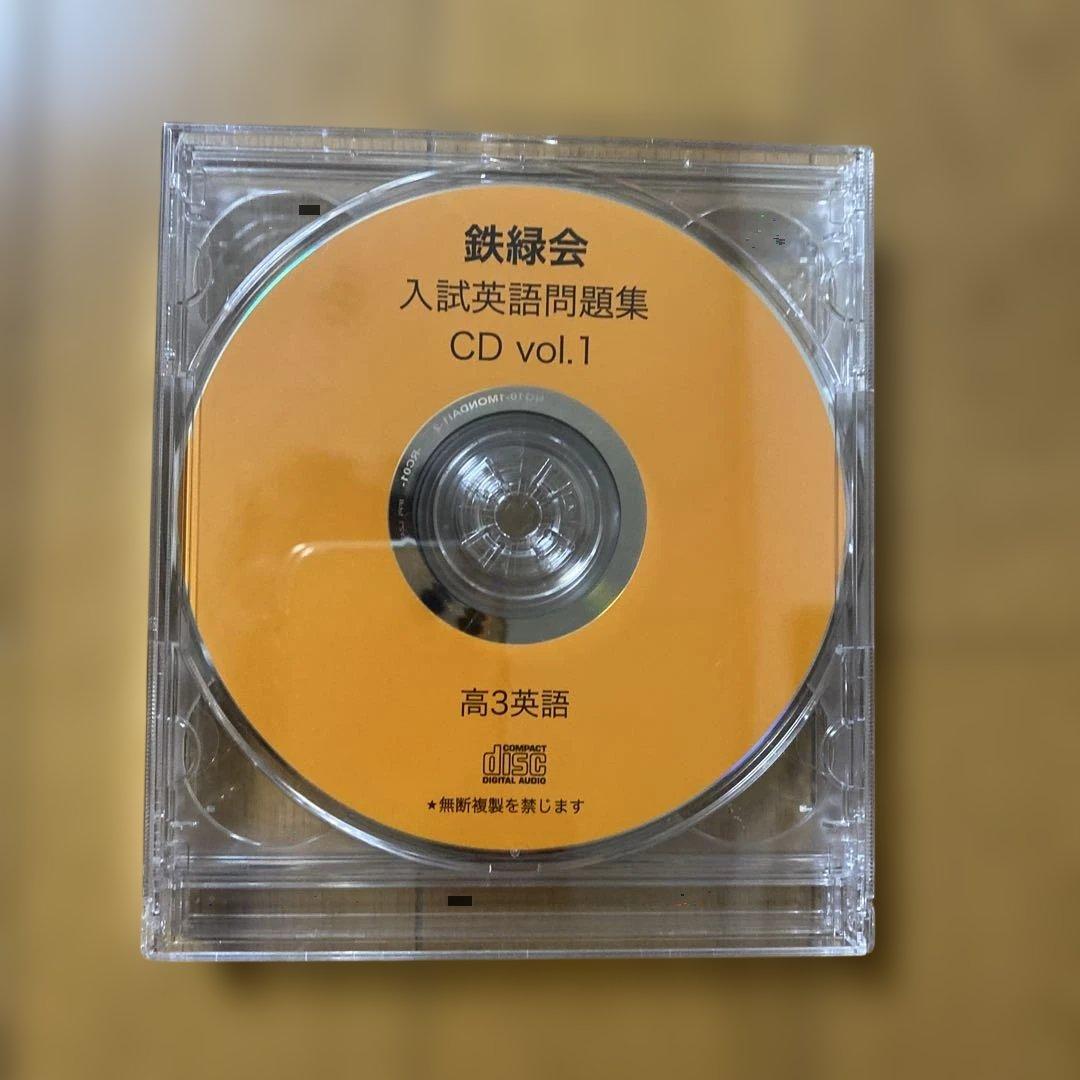 鉄緑会
入試英語問題集
CD vol.1
高3英語
COMPACT
disc
DIGITAL AUDIO
★無断複製を禁じます